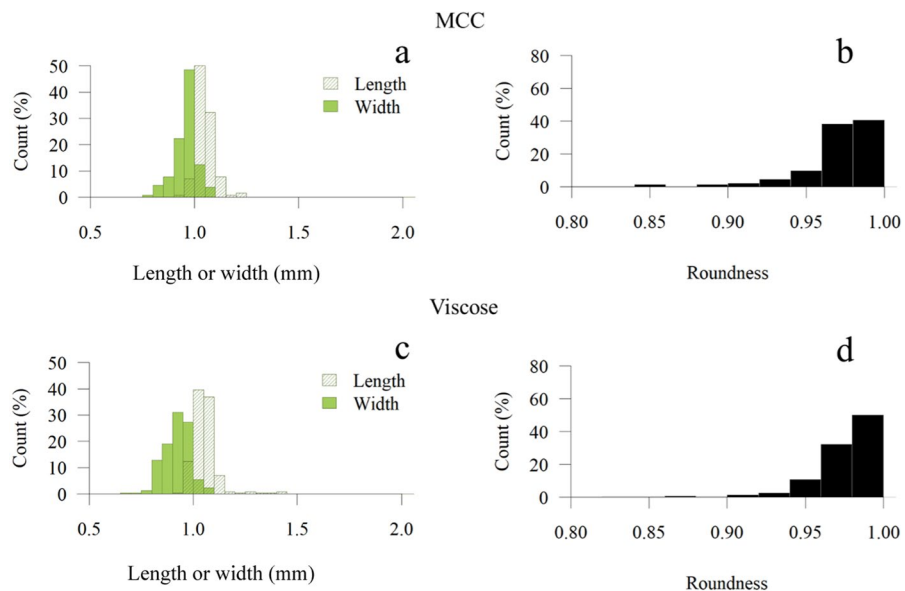 MCC
a
Count (%)
50
40
30
20
10
0
Length
Width
0.5 1.0 1.5 2.0
Length or width (mm)
b
Count (%)
80
60
40
20
0
0.80 0.85 0.90 0.95 1.00
Roundness
Viscose
c
Count (%)
50
40
30
20
10
0
Length
Width
0.5 1.0 1.5 2.0
Length or width (mm)
d
Count (%)
80
60
40
20
0
0.80 0.85 0.90 0.95 1.00
Roundness